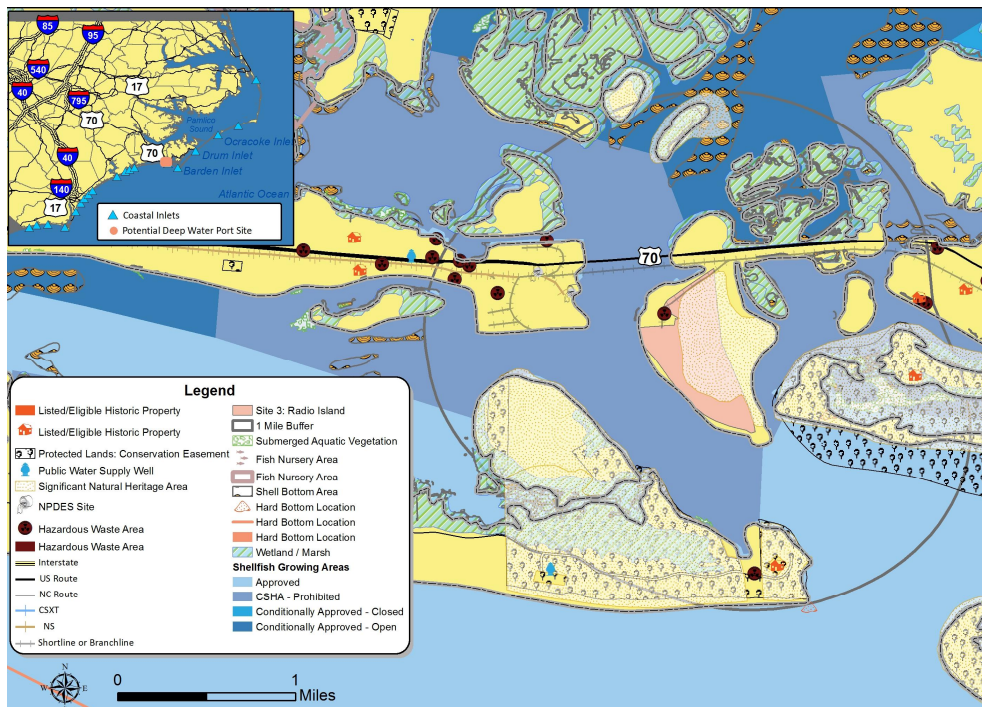 85
95
540
40
795
17
70
Pamlico
Sound
Ocracoke Inlet
70
Drum Inlet
40
Barden Inlet
140
17
Atlantic Ocean
Coastal Inlets
Potential Deep Water Port Site
70
Legend
Listed/Eligible Historic Property
Listed/Eligible Historic Property
Protected Lands: Conservation Easement
Public Water Supply Well
Significant Natural Heritage Area
NPDES Site
Hazardous Waste Area
Hazardous Waste Area
Interstate
US Route
NC Route
CSXT
NS
Shortline or Branchline
Site 3: Radio Island
1 Mile Buffer
Submerged Aquatic Vegetation
Fish Nursery Area
Fish Nursery Area
Shell Bottom Area
Hard Bottom Location
Hard Bottom Location
Hard Bottom Location
Wetland / Marsh
Shellfish Growing Areas
Approved
CSHA - Prohibited
Conditionally Approved - Closed
Conditionally Approved - Open
N
W E
S
0 1
Miles